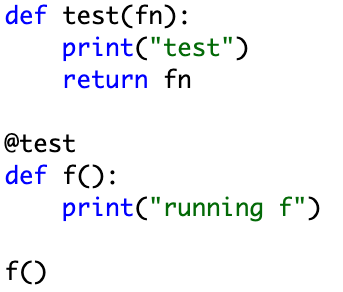 def test(fn):
    print("test")
    return fn

@test
def f():
    print("running f")

f()